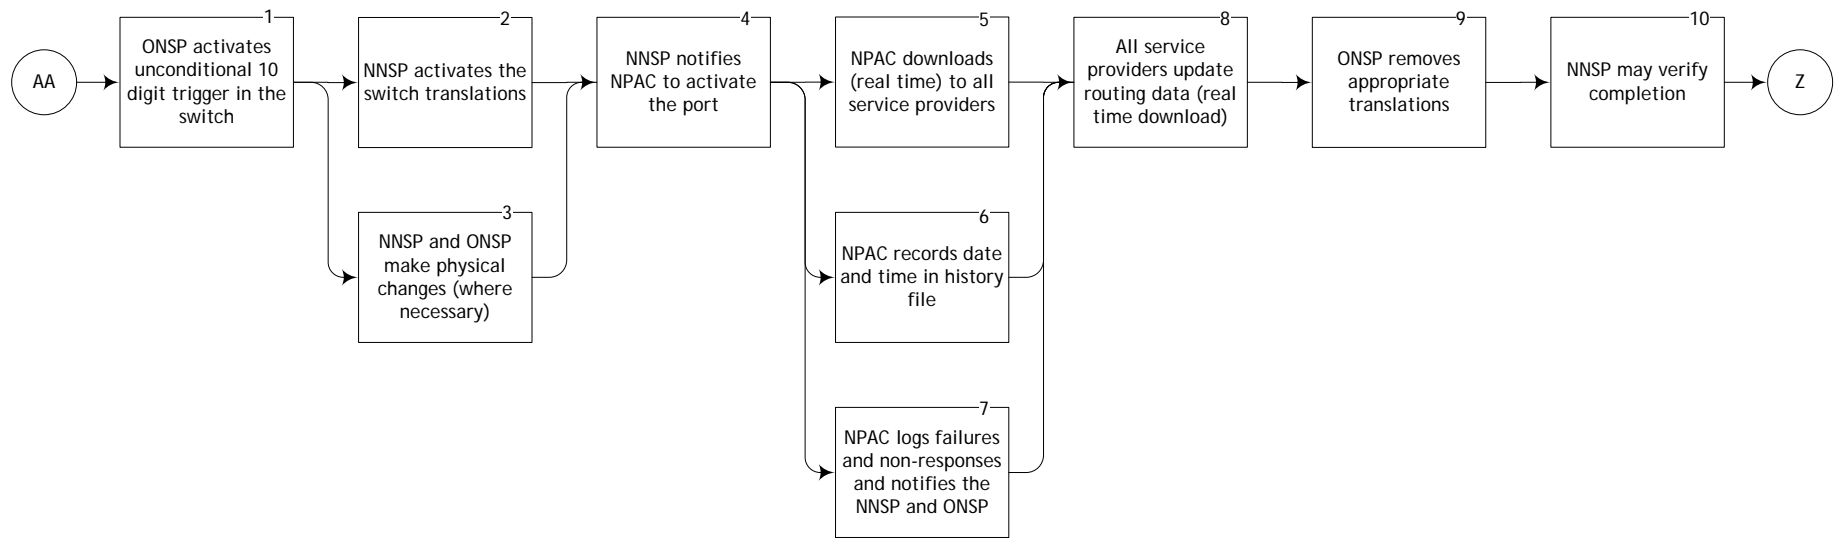 AA
1
ONSP activates
unconditional 10
digit trigger in the
switch
2
NNSP activates the
switch translations
3
NNSP and ONSP
make physical
changes (where
necessary)
4
NNSP notifies
NPAC to activate
the port
5
NPAC downloads
(real time) to all
service providers
6
NPAC records date
and time in history
file
7
NPAC logs failures
and non-responses
and notifies the
NNSP and ONSP
8
All service
providers update
routing data (real
time download)
9
ONSP removes
appropriate
translations
10
NNSP may verify
completion
Z